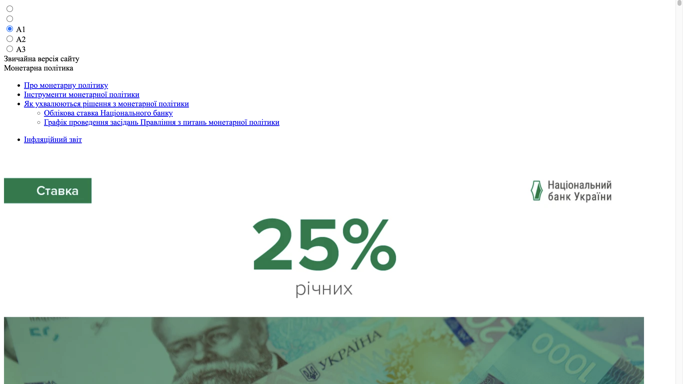 A1
A2
A3
Звичайна версія сайту
Монетарна політика
Про монетарну політику
Інструменти монетарної політики
Як ухвалюються рішення з монетарної політики
Облікова ставка Національного банку
Графік проведення засідань Правління з питань монетарної політики
Інфляційний звіт
Ставка
Національний
банк України
25%
річних
УКРАЇНА
1000